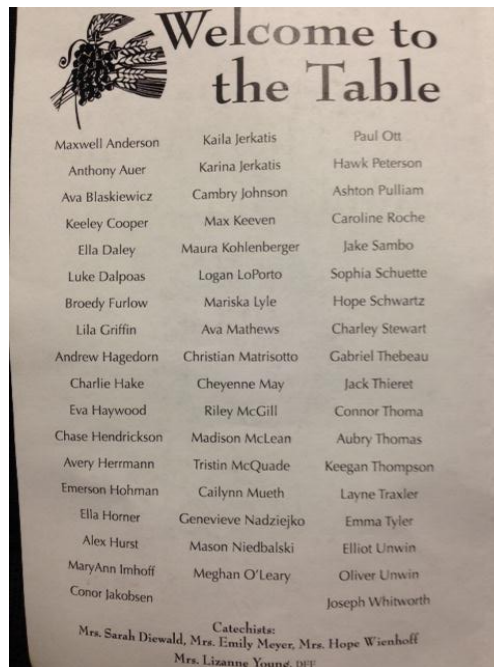 Welcome to
the Table
Maxwell Anderson
Anthony Auer
Ava Blaskiewicz
Keeley Cooper
Ella Daley
Luke Dalpoas
Broedy Furlow
Lila Griffin
Andrew Hagedorn
Charlie Hake
Eva Haywood
Chase Hendrickson
Avery Herrmann
Emerson Hohman
Ella Horner
Alex Hurst
MaryAnn Imhoff
Conor Jakobsen
Kaila Jerkatis
Karina Jerkatis
Cambry Johnson
Max Keeven
Maura Kohlenberger
Logan LoPorto
Mariska Lyle
Ava Mathews
Christian Matrisotto
Cheyenne May
Riley McGill
Madison McLean
Tristin McQuade
Cailynn Mueth
Genevieve Nadziejko
Mason Niedbalski
Meghan O'Leary
Paul Ott
Hawk Peterson
Ashton Pulliam
Caroline Roche
Jake Sambo
Sophia Schuette
Hope Schwartz
Charley Stewart
Gabriel Thebeau
Jack Thieret
Connor Thoma
Aubry Thomas
Keegan Thompson
Layne Traxler
Emma Tyler
Elliot Unwin
Oliver Unwin
Joseph Whitworth
Catechists:
Mrs. Sarah Diewald, Mrs. Emily Meyer, Mrs. Hope Wienhoff
Mrs. Lizanne Young,